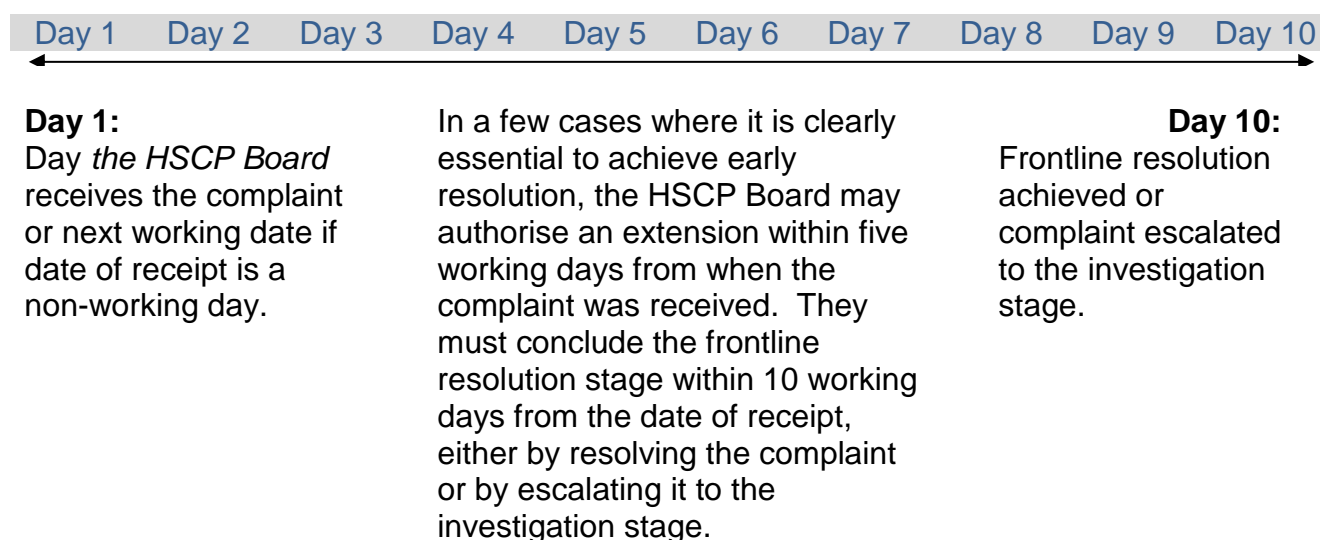 Day 1 Day 2 Day 3 Day 4 Day 5 Day 6 Day 7 Day 8 Day 9 Day 10
Day 1:
Day the HSCP Board
receives the complaint
or next working date if
date of receipt is a
non-working day.
In a few cases where it is clearly
essential to achieve early
resolution, the HSCP Board may
authorise an extension within five
working days from when the
complaint was received.  They
must conclude the frontline
resolution stage within 10 working
days from the date of receipt,
either by resolving the complaint
or by escalating it to the
investigation stage.
Day 10:
Frontline resolution
achieved or
complaint escalated
to the investigation
stage.